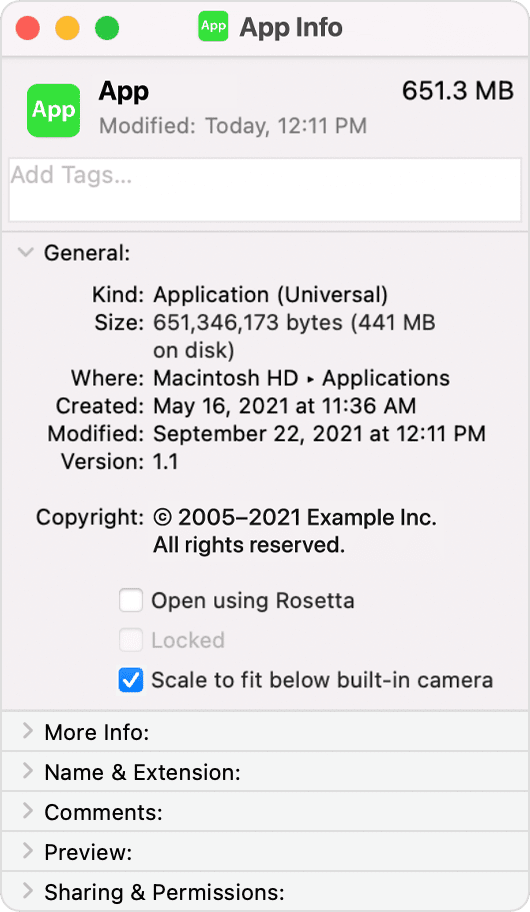 App App Info
App App 651.3 MB
Modified: Today, 12:11 PM
Add Tags...
General:
Kind: Application (Universal)
Size: 651,346,173 bytes (441 MB
on disk)
Where: Macintosh HD ▸ Applications
Created: May 16, 2021 at 11:36 AM
Modified: September 22, 2021 at 12:11 PM
Version: 1.1
Copyright: © 2005–2021 Example Inc.
All rights reserved.
Open using Rosetta
Locked
Scale to fit below built-in camera
More Info:
Name & Extension:
Comments:
Preview:
Sharing & Permissions: